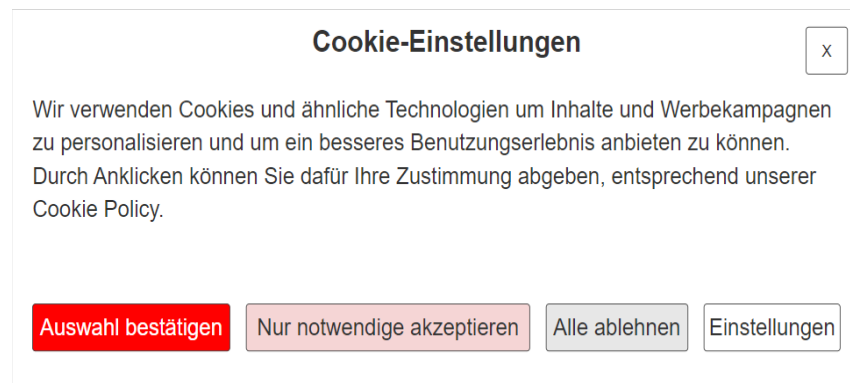 Cookie-Einstellungen
X
Wir verwenden Cookies und ähnliche Technologien um Inhalte und Werbekampagnen
zu personalisieren und um ein besseres Benutzungserlebnis anbieten zu können.
Durch Anklicken können Sie dafür Ihre Zustimmung abgeben, entsprechend unserer
Cookie Policy.
Auswahl bestätigen Nur notwendige akzeptieren Alle ablehnen Einstellungen